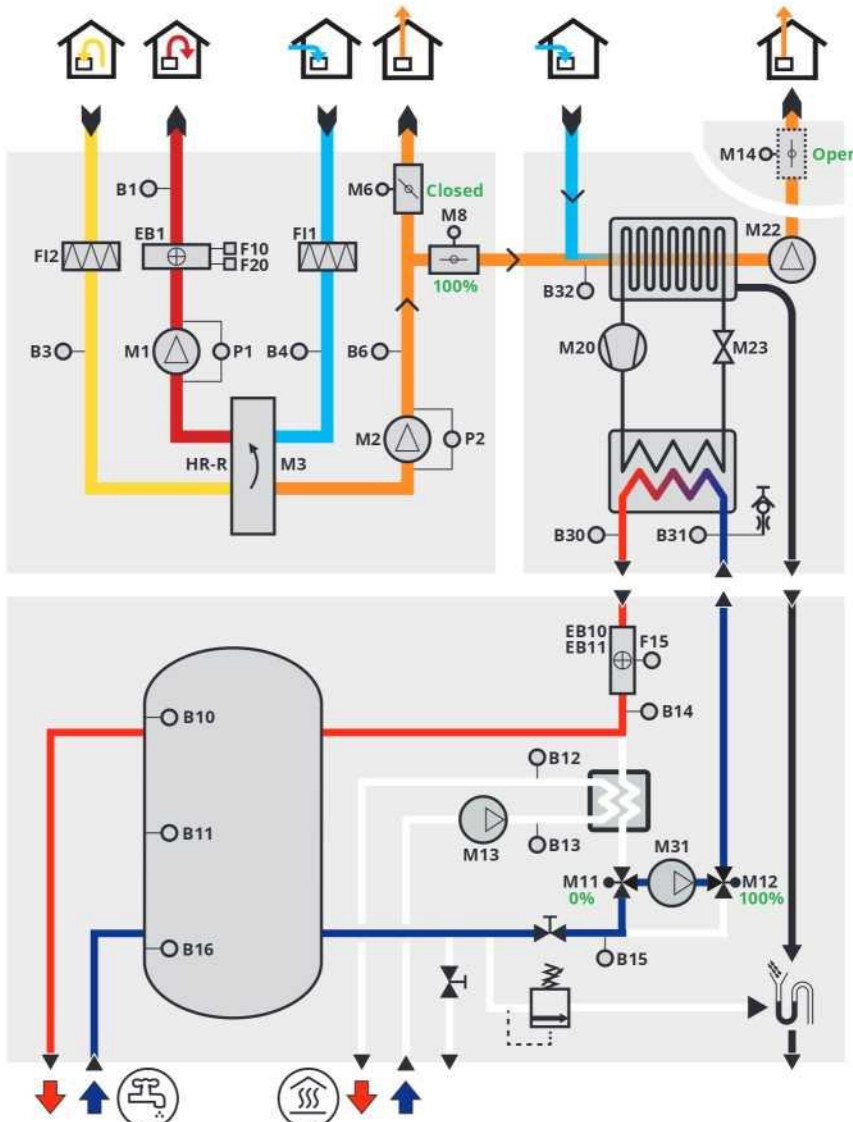 M14
Open
B1
M6
Closed
M8
EB1
F10
F20
FI2
FI1
100%
M22
B32
B3
M1
P1
B4
B6
M20
M23
M2
P2
HR-R
M3
B30
B31
EB10
EB11
F15
B10
B14
B12
B11
M13
B13
M31
M11
0%
M12
100%
B16
B15